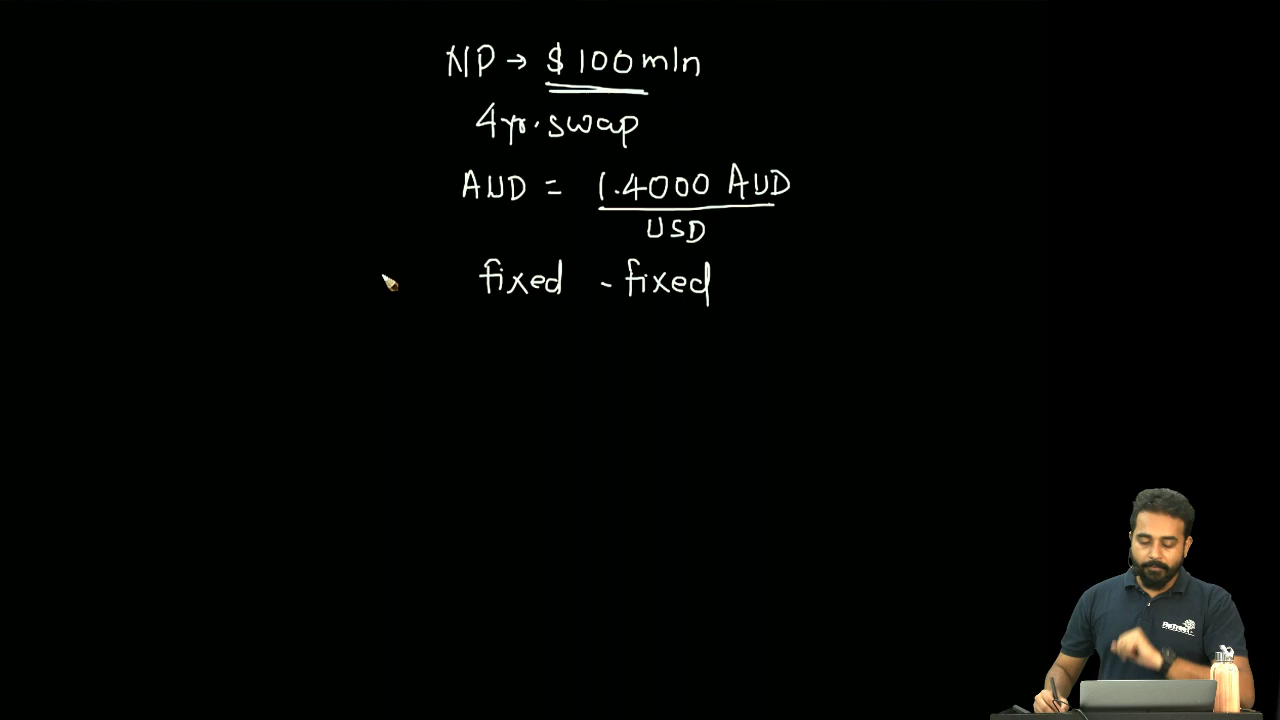 NP → $100mln
4yr. swap
AUD = 1.4000 AUD
USD
fixed - fixed